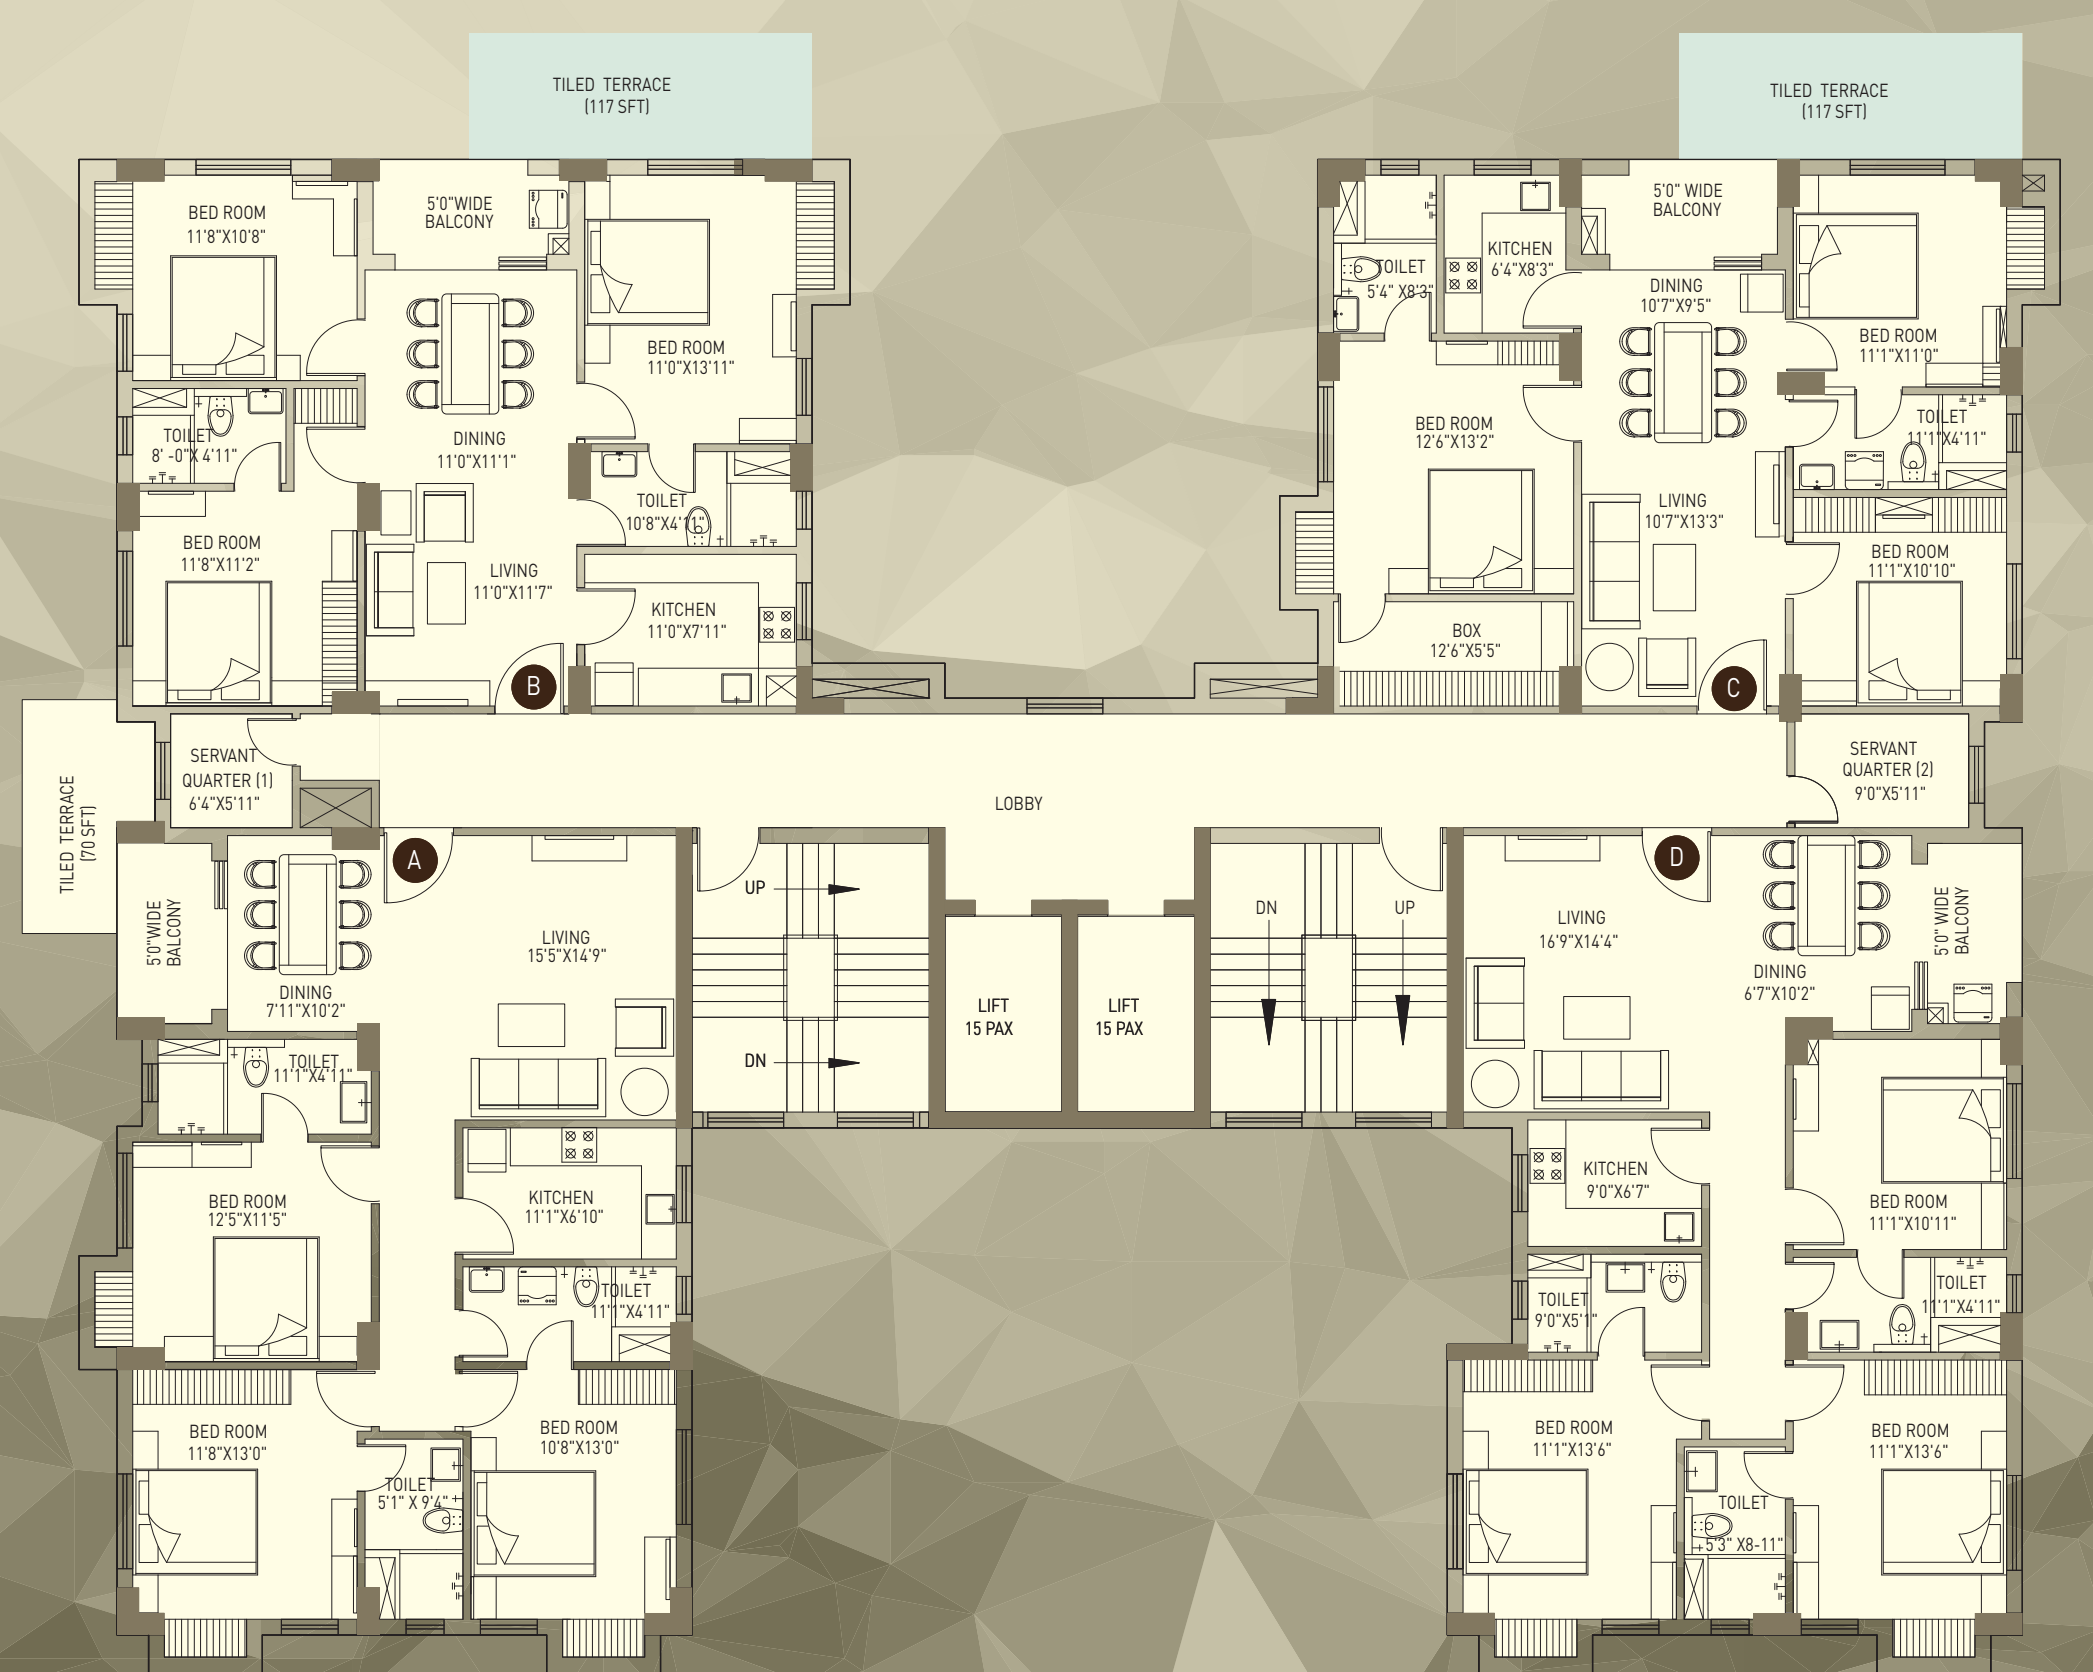 TILED TERRACE
(117 SFT)
TILED TERRACE
(117 SFT)
BED ROOM
11'8"X10'8"
5'0"WIDE
BALCONY
BED ROOM
11'0"X13'11"
TOILET
8' -0"X 4'11"
DINING
11'0"X11'1"
TOILET
10'8"X4'11"
BED ROOM
11'8"X11'2"
LIVING
11'0"X11'7"
KITCHEN
11'0"X7'11"
B
TOILET
5'4" X8'3"
KITCHEN
6'4"X8'3"
5'0" WIDE
BALCONY
DINING
10'7"X9'5"
BED ROOM
11'1"X11'0"
BED ROOM
12'6"X13'2"
TOILET
11'1"X4'11"
LIVING
10'7"X13'3"
BED ROOM
11'1"X10'10"
BOX
12'6"X5'5"
C
SERVANT
QUARTER (1)
6'4"X5'11"
LOBBY
SERVANT
QUARTER (2)
9'0"X5'11"
TILED TERRACE
(70 SFT)
5'0"WIDE
BALCONY
A
DINING
7'11"X10'2"
LIVING
15'5"X14'9"
UP
DN
LIFT
15 PAX
LIFT
15 PAX
DN
UP
D
LIVING
16'9"X14'4"
DINING
6'7"X10'2"
5'0" WIDE
BALCONY
TOILET
11'1"X4'11"
BED ROOM
12'5"X11'5"
KITCHEN
11'1"X6'10"
TOILET
11'1"X4'11"
BED ROOM
11'8"X13'0"
TOILET
5'1" X 9'4"
BED ROOM
10'8"X13'0"
KITCHEN
9'0"X6'7"
BED ROOM
11'1"X10'11"
TOILET
9'0"X5'1"
TOILET
11'1"X4'11"
BED ROOM
11'1"X13'6"
TOILET
5'3" X8-11"
BED ROOM
11'1"X13'6"